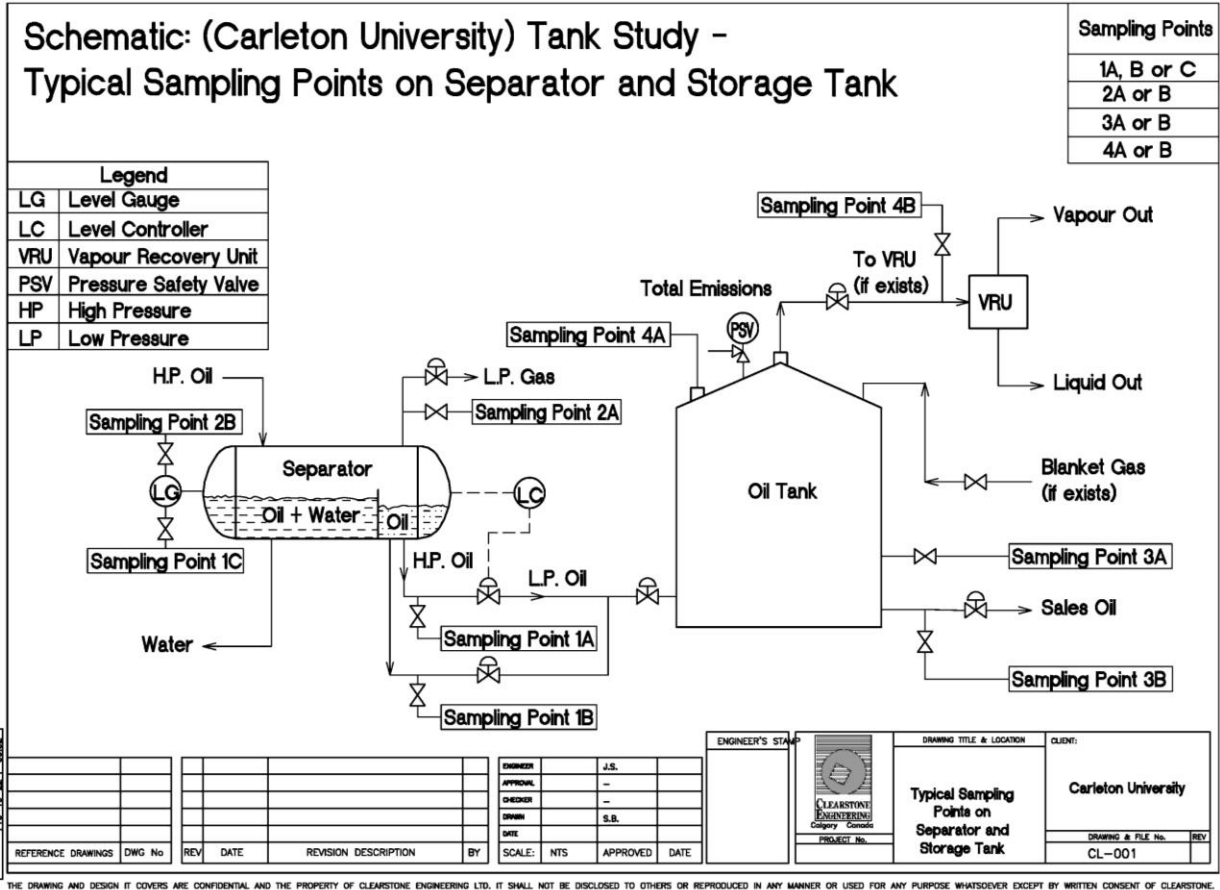 Schematic: (Carleton University) Tank Study -
Typical Sampling Points on Separator and Storage Tank
Sampling Points
1A, B or C
2A or B
3A or B
4A or B
Legend
LG Level Gauge
LC Level Controller
VRU Vapour Recovery Unit
PSV Pressure Safety Valve
HP High Pressure
LP Low Pressure
Sampling Point 4B
Vapour Out
To VRU
(if exists)
Total Emissions
VRU
Sampling Point 4A
PSV
H.P. Oil
L.P. Gas
Liquid Out
Sampling Point 2B
Sampling Point 2A
Separator
Blanket Gas
(if exists)
LG
LC
Oil Tank
Oil + Water
Oil
Sampling Point 1C
H.P. Oil
L.P. Oil
Sampling Point 3A
Sales Oil
Water
Sampling Point 1A
Sampling Point 3B
Sampling Point 1B
REFERENCE DRAWINGS DWG No
REV DATE REVISION DESCRIPTION BY
ENGINEER J.S.
APPROVAL –
CHECKER –
DRAWN S.B.
DATE
SCALE: NTS APPROVED DATE
ENGINEER'S STAMP
CLEARSTONE
ENGINEERING
Calgary Canada
PROJECT No.
DRAWING TITLE & LOCATION
Typical Sampling
Points on
Separator and
Storage Tank
CLIENT:
Carleton University
DRAWING & FILE No. REV
CL-001
THE DRAWING AND DESIGN IT COVERS ARE CONFIDENTIAL AND THE PROPERTY OF CLEARSTONE ENGINEERING LTD. IT SHALL NOT BE DISCLOSED TO OTHERS OR REPRODUCED IN ANY MANNER OR USED FOR ANY PURPOSE WHATSOEVER EXCEPT BY WRITTEN CONSENT OF CLEARSTONE.